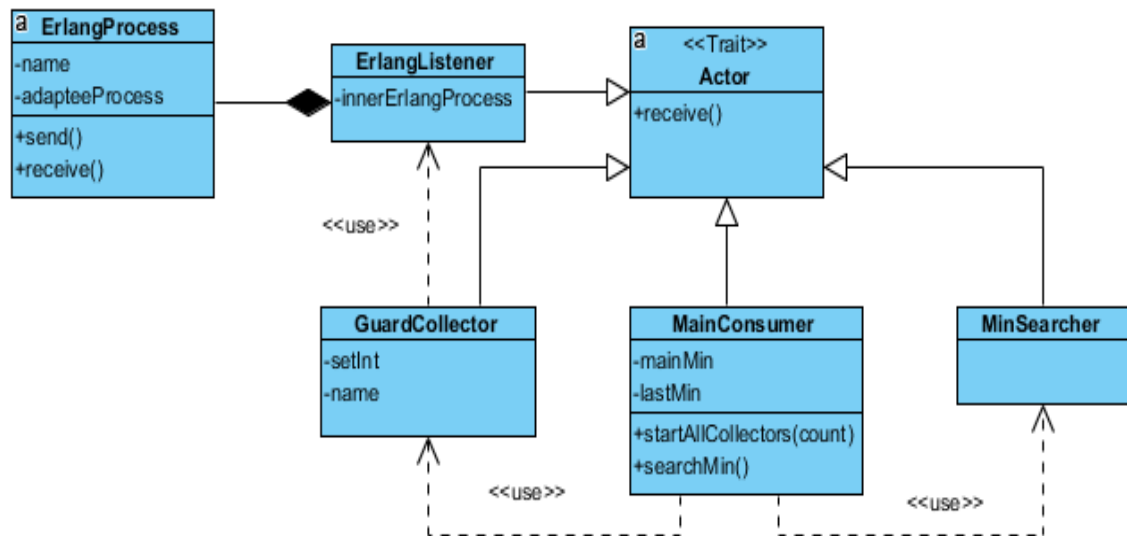 a
ErlangProcess
-name
-adapteeProcess
+send()
+receive()
ErlangListener
-innerErlangProcess
a
<<Trait>>
Actor
+receive()
<<use>>
GuardCollector
-setInt
-name
MainConsumer
-mainMin
-lastMin
+startAllCollectors(count)
+searchMin()
MinSearcher
<<use>>
<<use>>